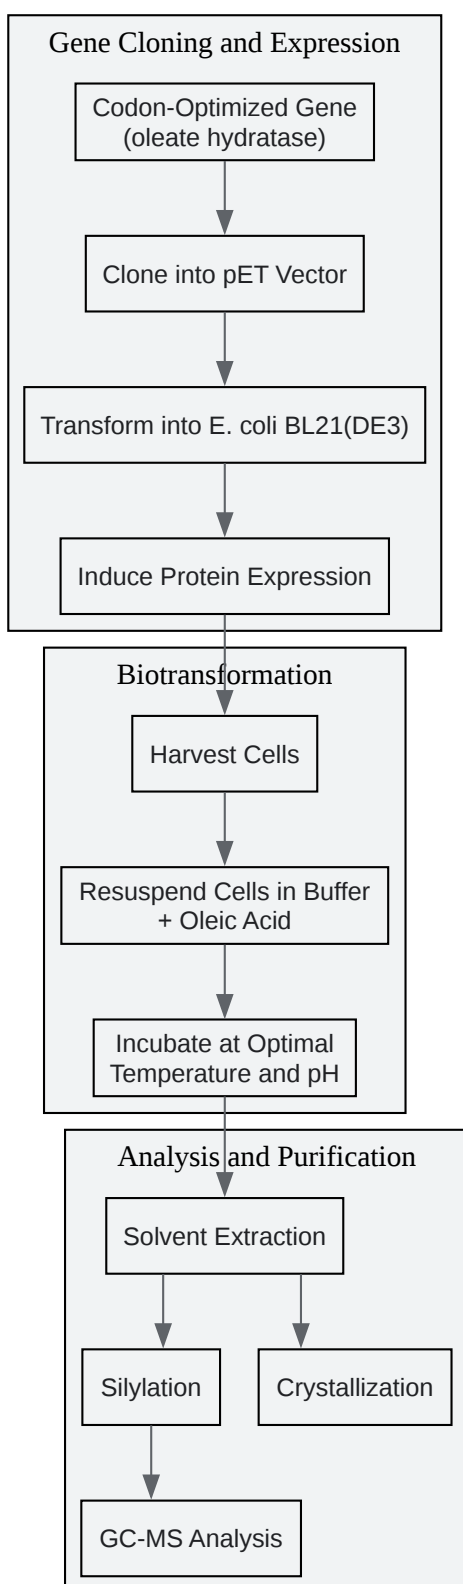 Gene Cloning and Expression
Codon-Optimized Gene
(oleate hydratase)
Clone into pET Vector
Transform into E. coli BL21(DE3)
Induce Protein Expression
Biotransformation
Harvest Cells
Resuspend Cells in Buffer
+ Oleic Acid
Incubate at Optimal
Temperature and pH
Analysis and Purification
Solvent Extraction
Silylation
Crystallization
GC-MS Analysis